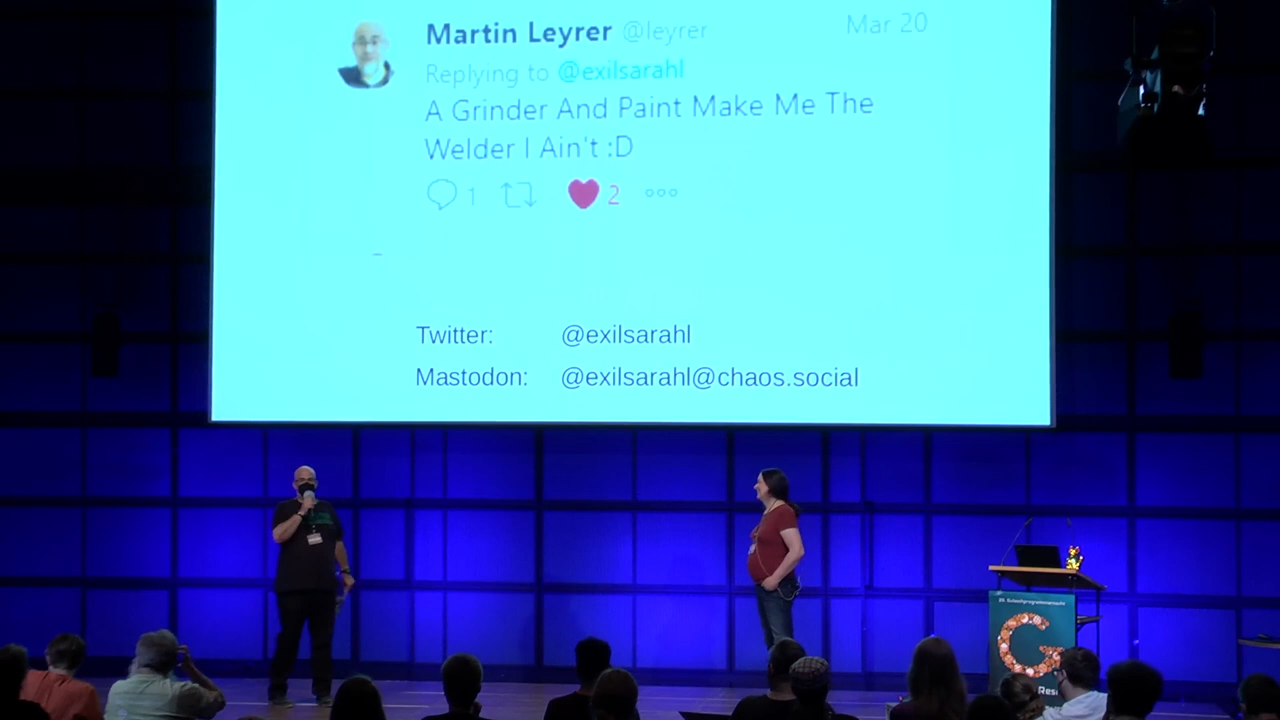 Martin Leyrer @leyrer Mar 20
Replying to @exilsarahl
A Grinder And Paint Make Me The
Welder I Ain't :D
1 2
Twitter: @exilsarahl
Mastodon: @exilsarahl@chaos.social
G